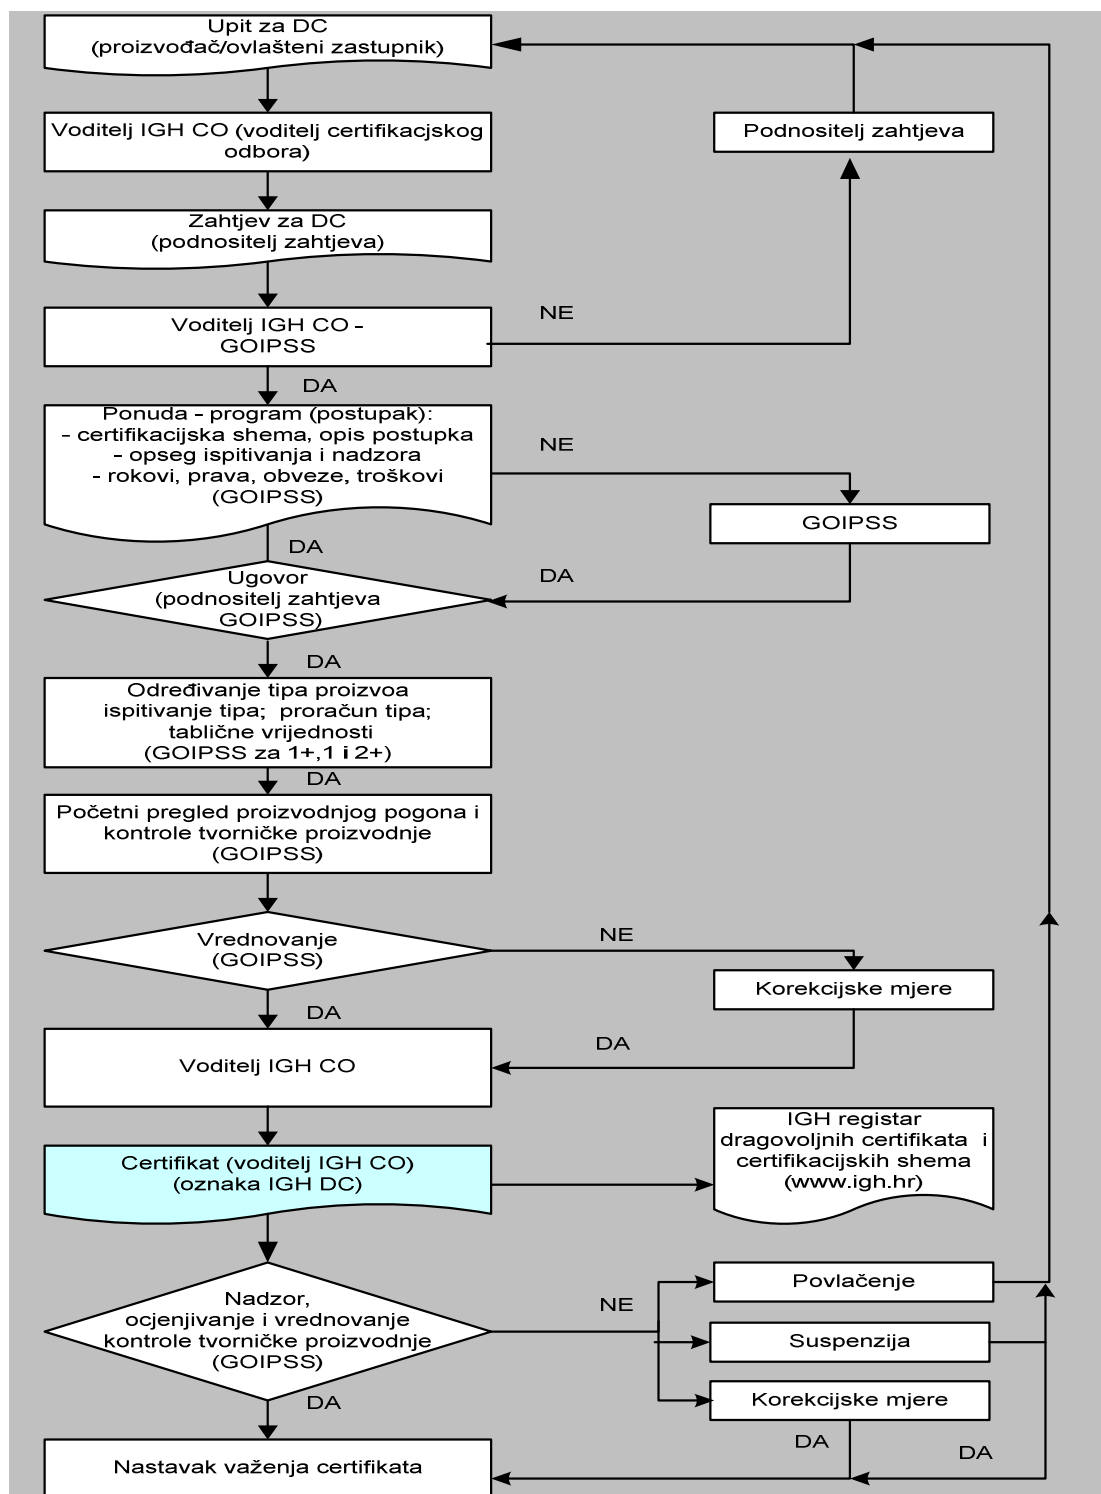 Upit za DC
(proizvođač/ovlašteni zastupnik)
Voditelj IGH CO (voditelj certifikacjskog
odbora)
Podnositelj zahtjeva
Zahtjev za DC
(podnositelj zahtjeva)
NE
Voditelj IGH CO -
GOIPSS
DA
Ponuda - program (postupak):
- certifikacijska shema, opis postupka
- opseg ispitivanja i nadzora
- rokovi, prava, obveze, troškovi
(GOIPSS)
NE
GOIPSS
DA
DA
Ugovor
(podnositelj zahtjeva
GOIPSS)
DA
Određivanje tipa proizvoa
ispitivanje tipa;  proračun tipa;
tablične vrijednosti
(GOIPSS za 1+,1 i 2+)
DA
Početni pregled proizvodnjog pogona i
kontrole tvorničke proizvodnje
(GOIPSS)
Vrednovanje
(GOIPSS)
NE
Korekcijske mjere
DA
DA
Voditelj IGH CO
Certifikat (voditelj IGH CO)
(oznaka IGH DC)
IGH registar
dragovoljnih certifikata  i
certifikacijskih shema
(www.igh.hr)
Nadzor,
ocjenjivanje i vrednovanje
kontrole tvorničke proizvodnje
(GOIPSS)
NE
Povlačenje
Suspenzija
Korekcijske mjere
DA
DA
DA
Nastavak važenja certifikata